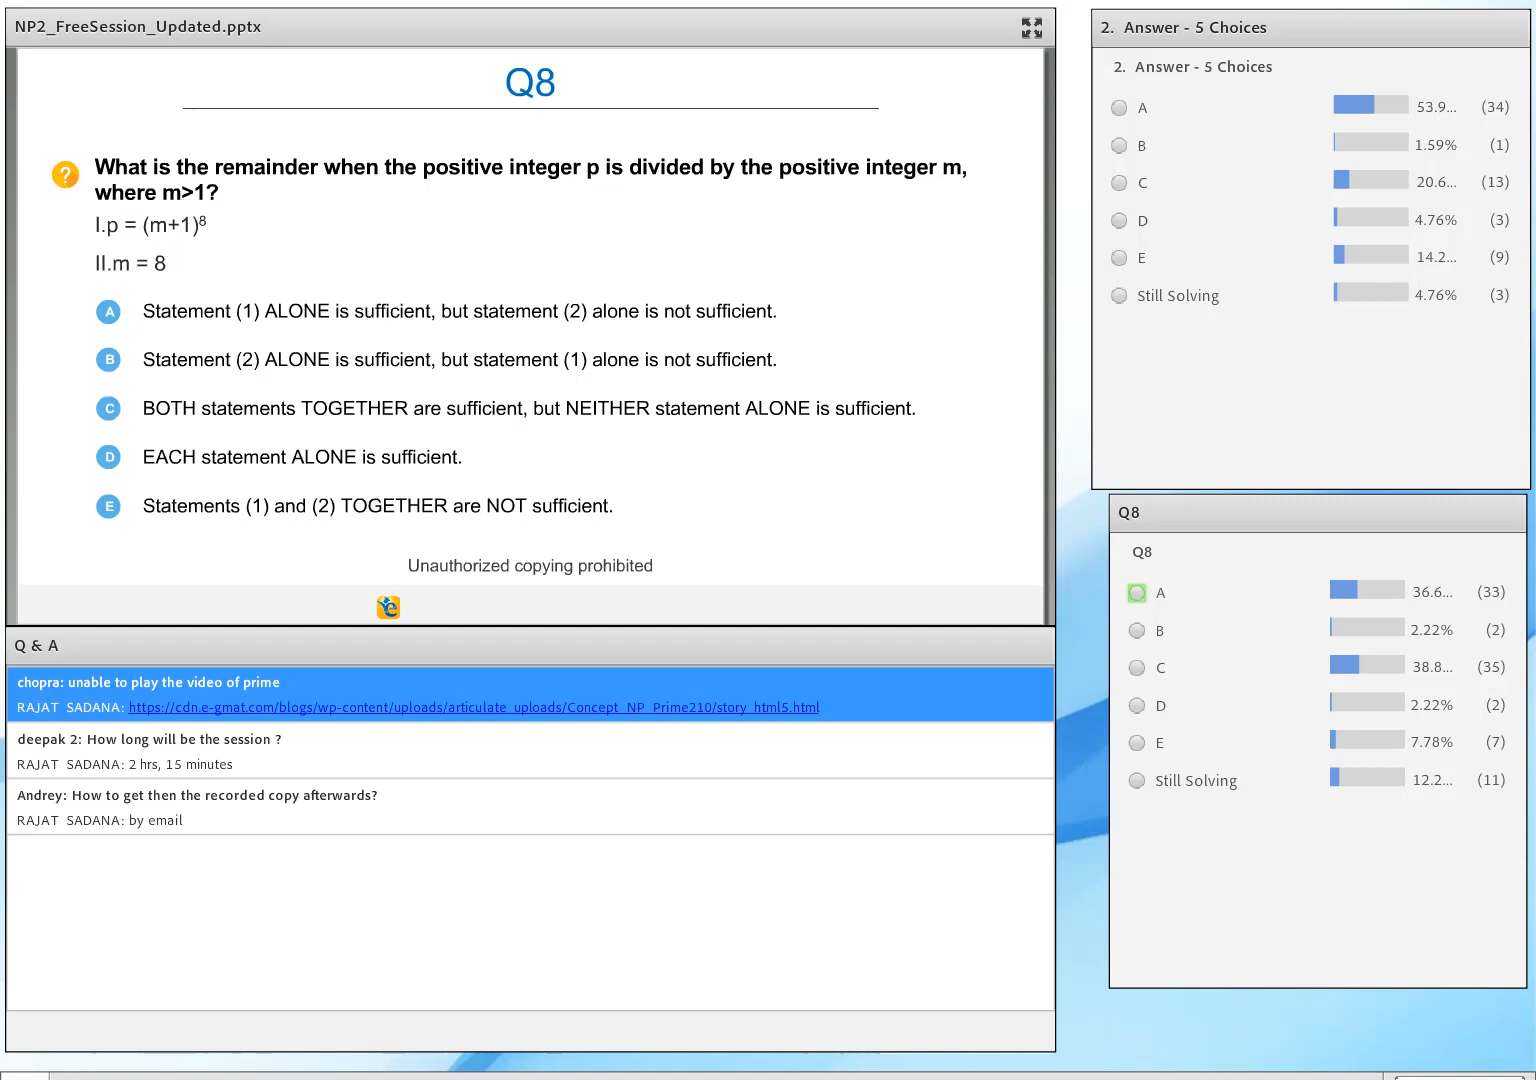 NP2_FreeSession_Updated.pptx
Q8
What is the remainder when the positive integer p is divided by the positive integer m,
where m>1?
I.p = (m+1)⁸
II.m = 8
A Statement (1) ALONE is sufficient, but statement (2) alone is not sufficient.
B Statement (2) ALONE is sufficient, but statement (1) alone is not sufficient.
C BOTH statements TOGETHER are sufficient, but NEITHER statement ALONE is sufficient.
D EACH statement ALONE is sufficient.
E Statements (1) and (2) TOGETHER are NOT sufficient.
Unauthorized copying prohibited
Q & A
chopra: unable to play the video of prime
RAJAT SADANA: https://cdn.e-gmat.com/blogs/wp-content/uploads/articulate_uploads/Concept_NP_Prime210/story_html5.html
deepak 2: How long will be the session ?
RAJAT SADANA: 2 hrs, 15 minutes
Andrey: How to get then the recorded copy afterwards?
RAJAT SADANA: by email
2. Answer - 5 Choices
2. Answer - 5 Choices
A 53.9... (34)
B 1.59% (1)
C 20.6... (13)
D 4.76% (3)
E 14.2... (9)
Still Solving 4.76% (3)
Q8
Q8
A 36.6... (33)
B 2.22% (2)
C 38.8... (35)
D 2.22% (2)
E 7.78% (7)
Still Solving 12.2... (11)